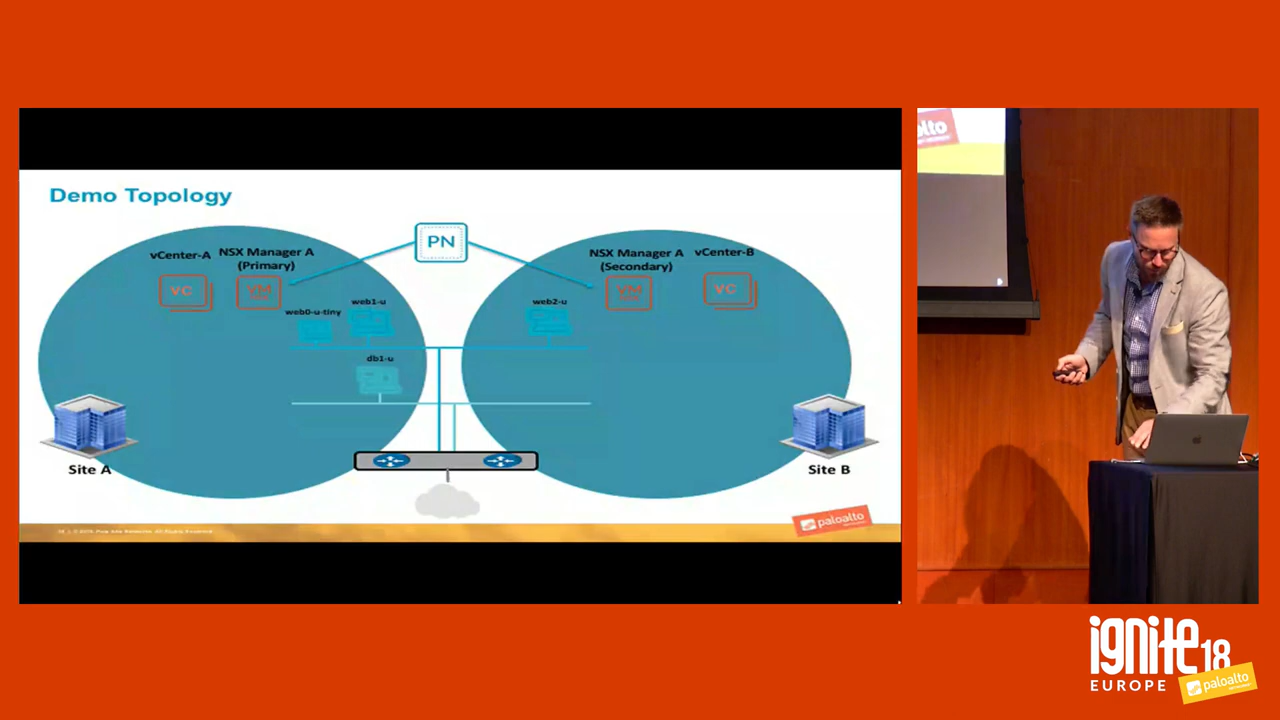 Demo Topology
PN
vCenter-A
NSX Manager A
(Primary)
VC
VM
NSX Manager A
(Secondary)
vCenter-B
VM
VC
web1-u
web0-u-tiny
web2-u
db1-u
Site A
Site B
paloalto
ignite18
EUROPE
paloalto